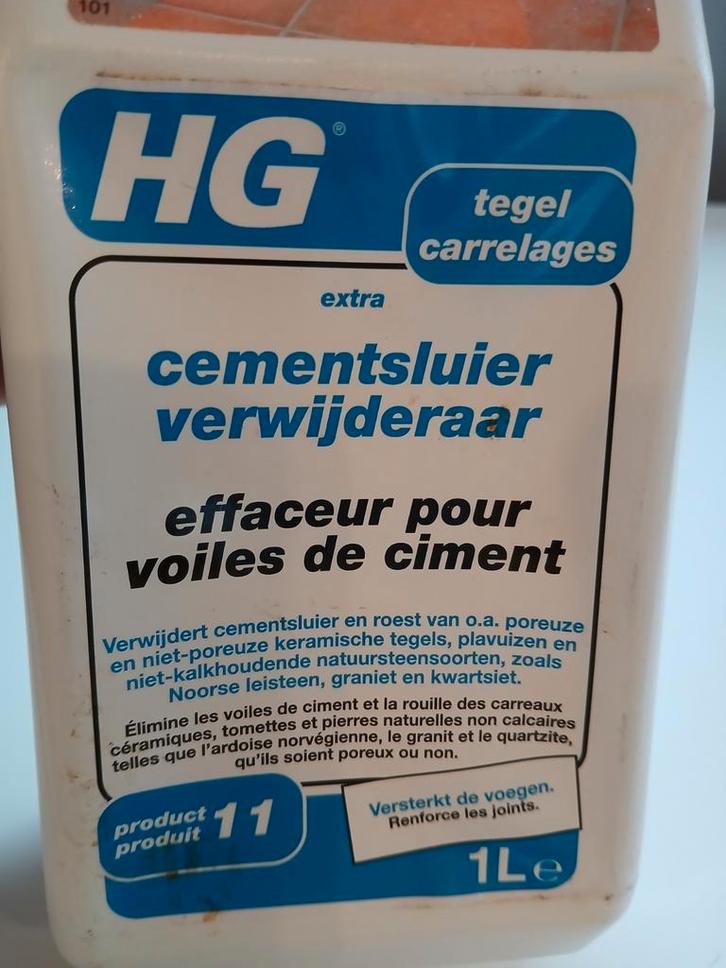 101
HG®
tegel
carrelages
extra
cementsluier
verwijderaar
effaceur pour
voiles de ciment
Verwijdert cementsluier en roest van o.a. poreuze
en niet-poreuze keramische tegels, plavuizen en
niet-kalkhoudende natuursteensoorten, zoals
Noorse leisteen, graniet en kwartsiet.
Élimine les voiles de ciment et la rouille des carreaux
céramiques, tomettes et pierres naturelles non calcaires
telles que l'ardoise norvégienne, le granit et le quartzite,
qu'ils soient poreux ou non.
product
produit
11
Versterkt de voegen.
Renforce les joints.
1L℮